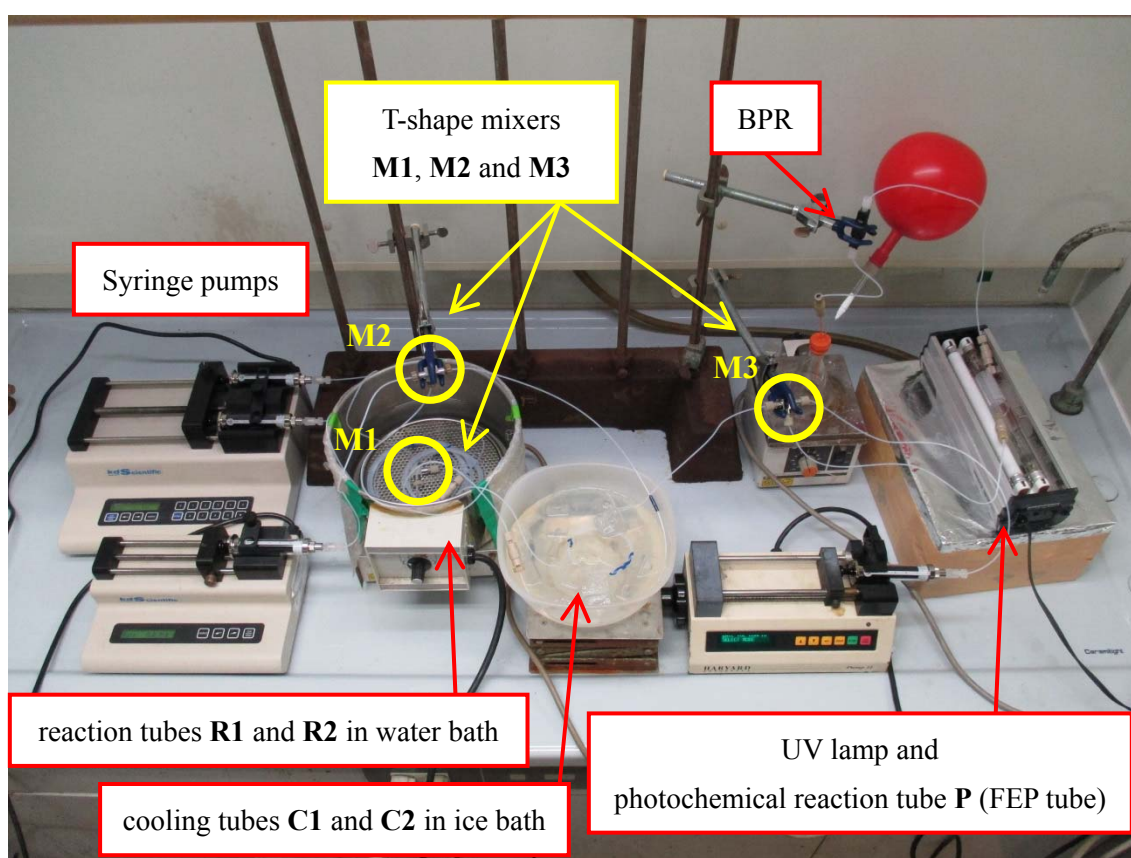 T-shape mixers
M1, M2 and M3
BPR
Syringe pumps
M2
M3
M1
kdScientific
kdScientific
HARVARD
reaction tubes R1 and R2 in water bath
UV lamp and
photochemical reaction tube P (FEP tube)
cooling tubes C1 and C2 in ice bath